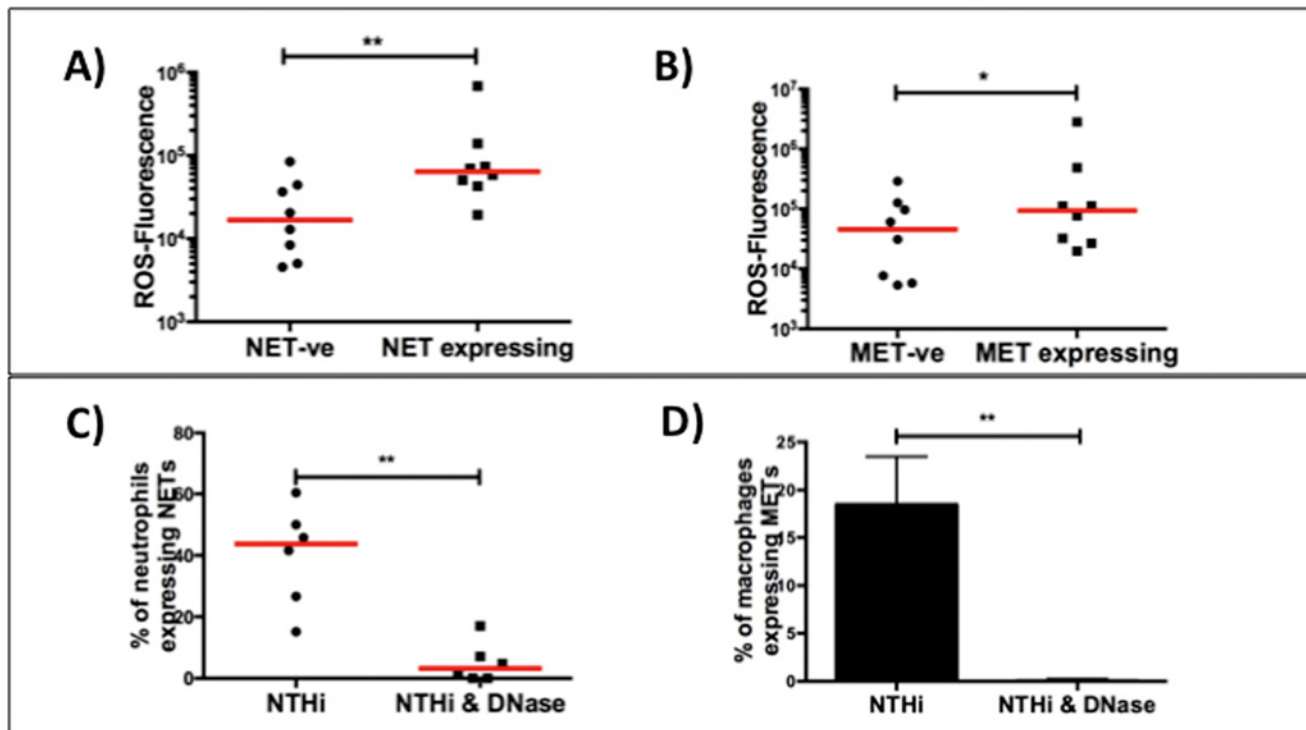 A)
**
ROS-Fluorescence
10^6
10^5
10^4
10^3
NET-ve
NET expressing
B)
*
ROS-Fluorescence
10^7
10^6
10^5
10^4
10^3
MET-ve
MET expressing
C)
**
% of neutrophils
expressing NETs
80
60
40
20
0
NTHi
NTHi & DNase
D)
**
% of macrophages
expressing METs
25
20
15
10
5
0
NTHi
NTHi & DNase